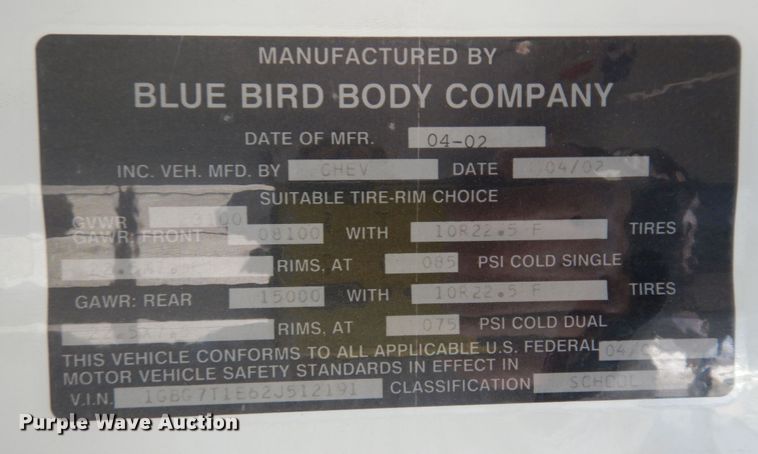 MANUFACTURED BY
BLUE BIRD BODY COMPANY
DATE OF MFR. 04-02
INC. VEH. MFD. BY CHEV DATE 04/02
SUITABLE TIRE-RIM CHOICE
GVWR
GAWR: FRONT 08100 WITH 10R22.5 F TIRES
RIMS, AT 085 PSI COLD SINGLE
GAWR: REAR 15000 WITH 10R22.5 F TIRES
RIMS, AT 075 PSI COLD DUAL
THIS VEHICLE CONFORMS TO ALL APPLICABLE U.S. FEDERAL
MOTOR VEHICLE SAFETY STANDARDS IN EFFECT IN
V.I.N. 1GBG7T1E62J512191 CLASSIFICATION SCHOOL
Purple Wave Auction